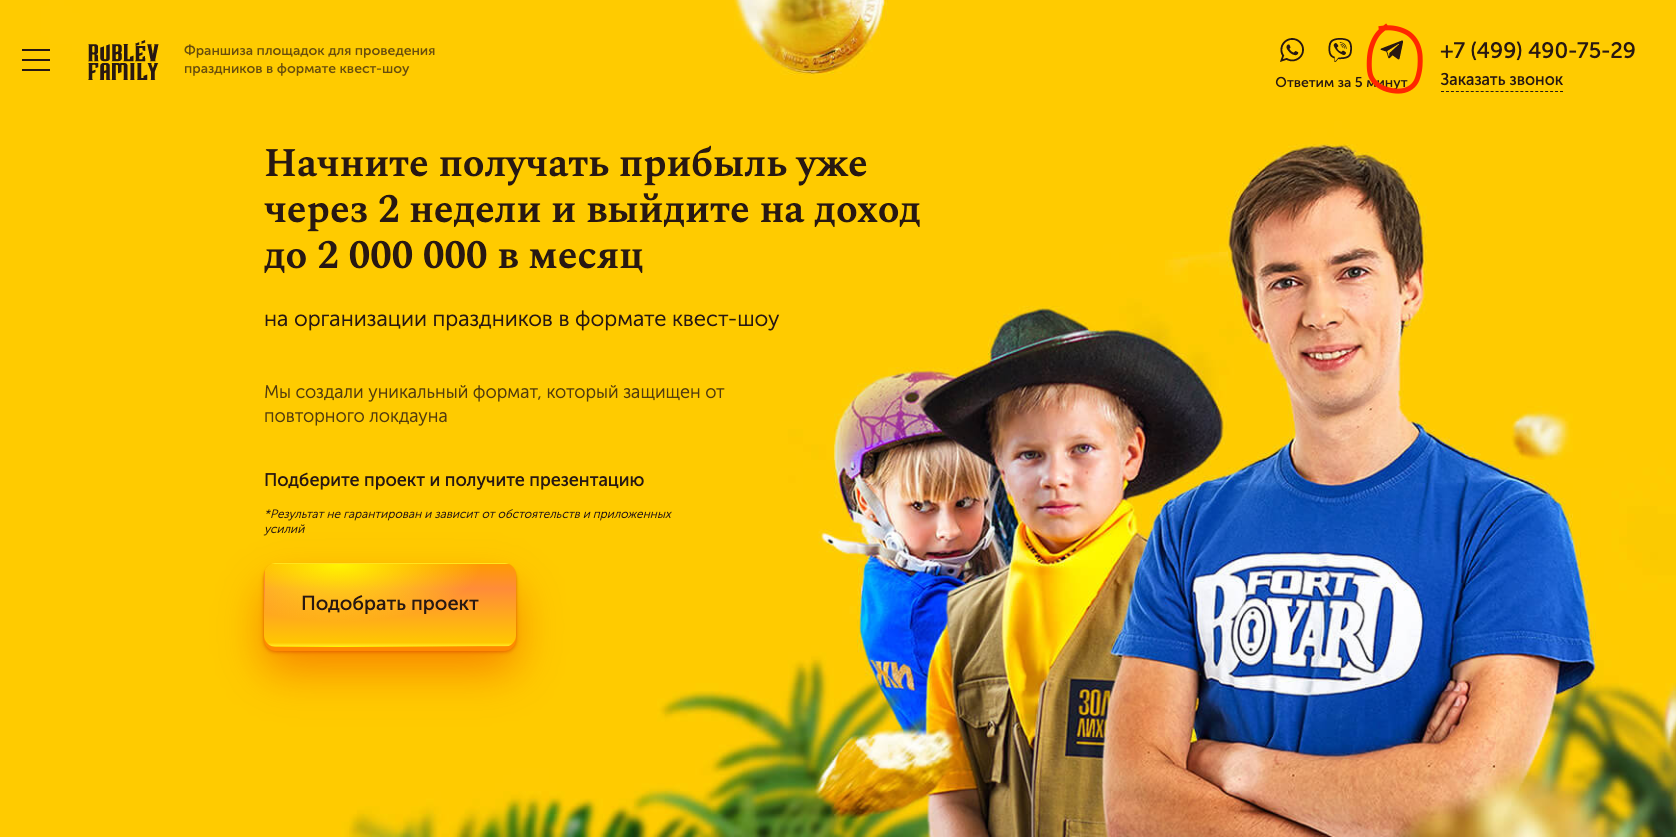 RUBLЁV
FAMILY
Франшиза площадок для проведения
праздников в формате квест-шоу
Ответим за 5 минут
+7 (499) 490-75-29
Заказать звонок
Начните получать прибыль уже
через 2 недели и выйдите на доход
до 2 000 000 в месяц
на организации праздников в формате квест-шоу
Мы создали уникальный формат, который защищен от
повторного локдауна
Подберите проект и получите презентацию
*Результат не гарантирован и зависит от обстоятельств и приложенных
усилий
Подобрать проект
FORT
BOYARD